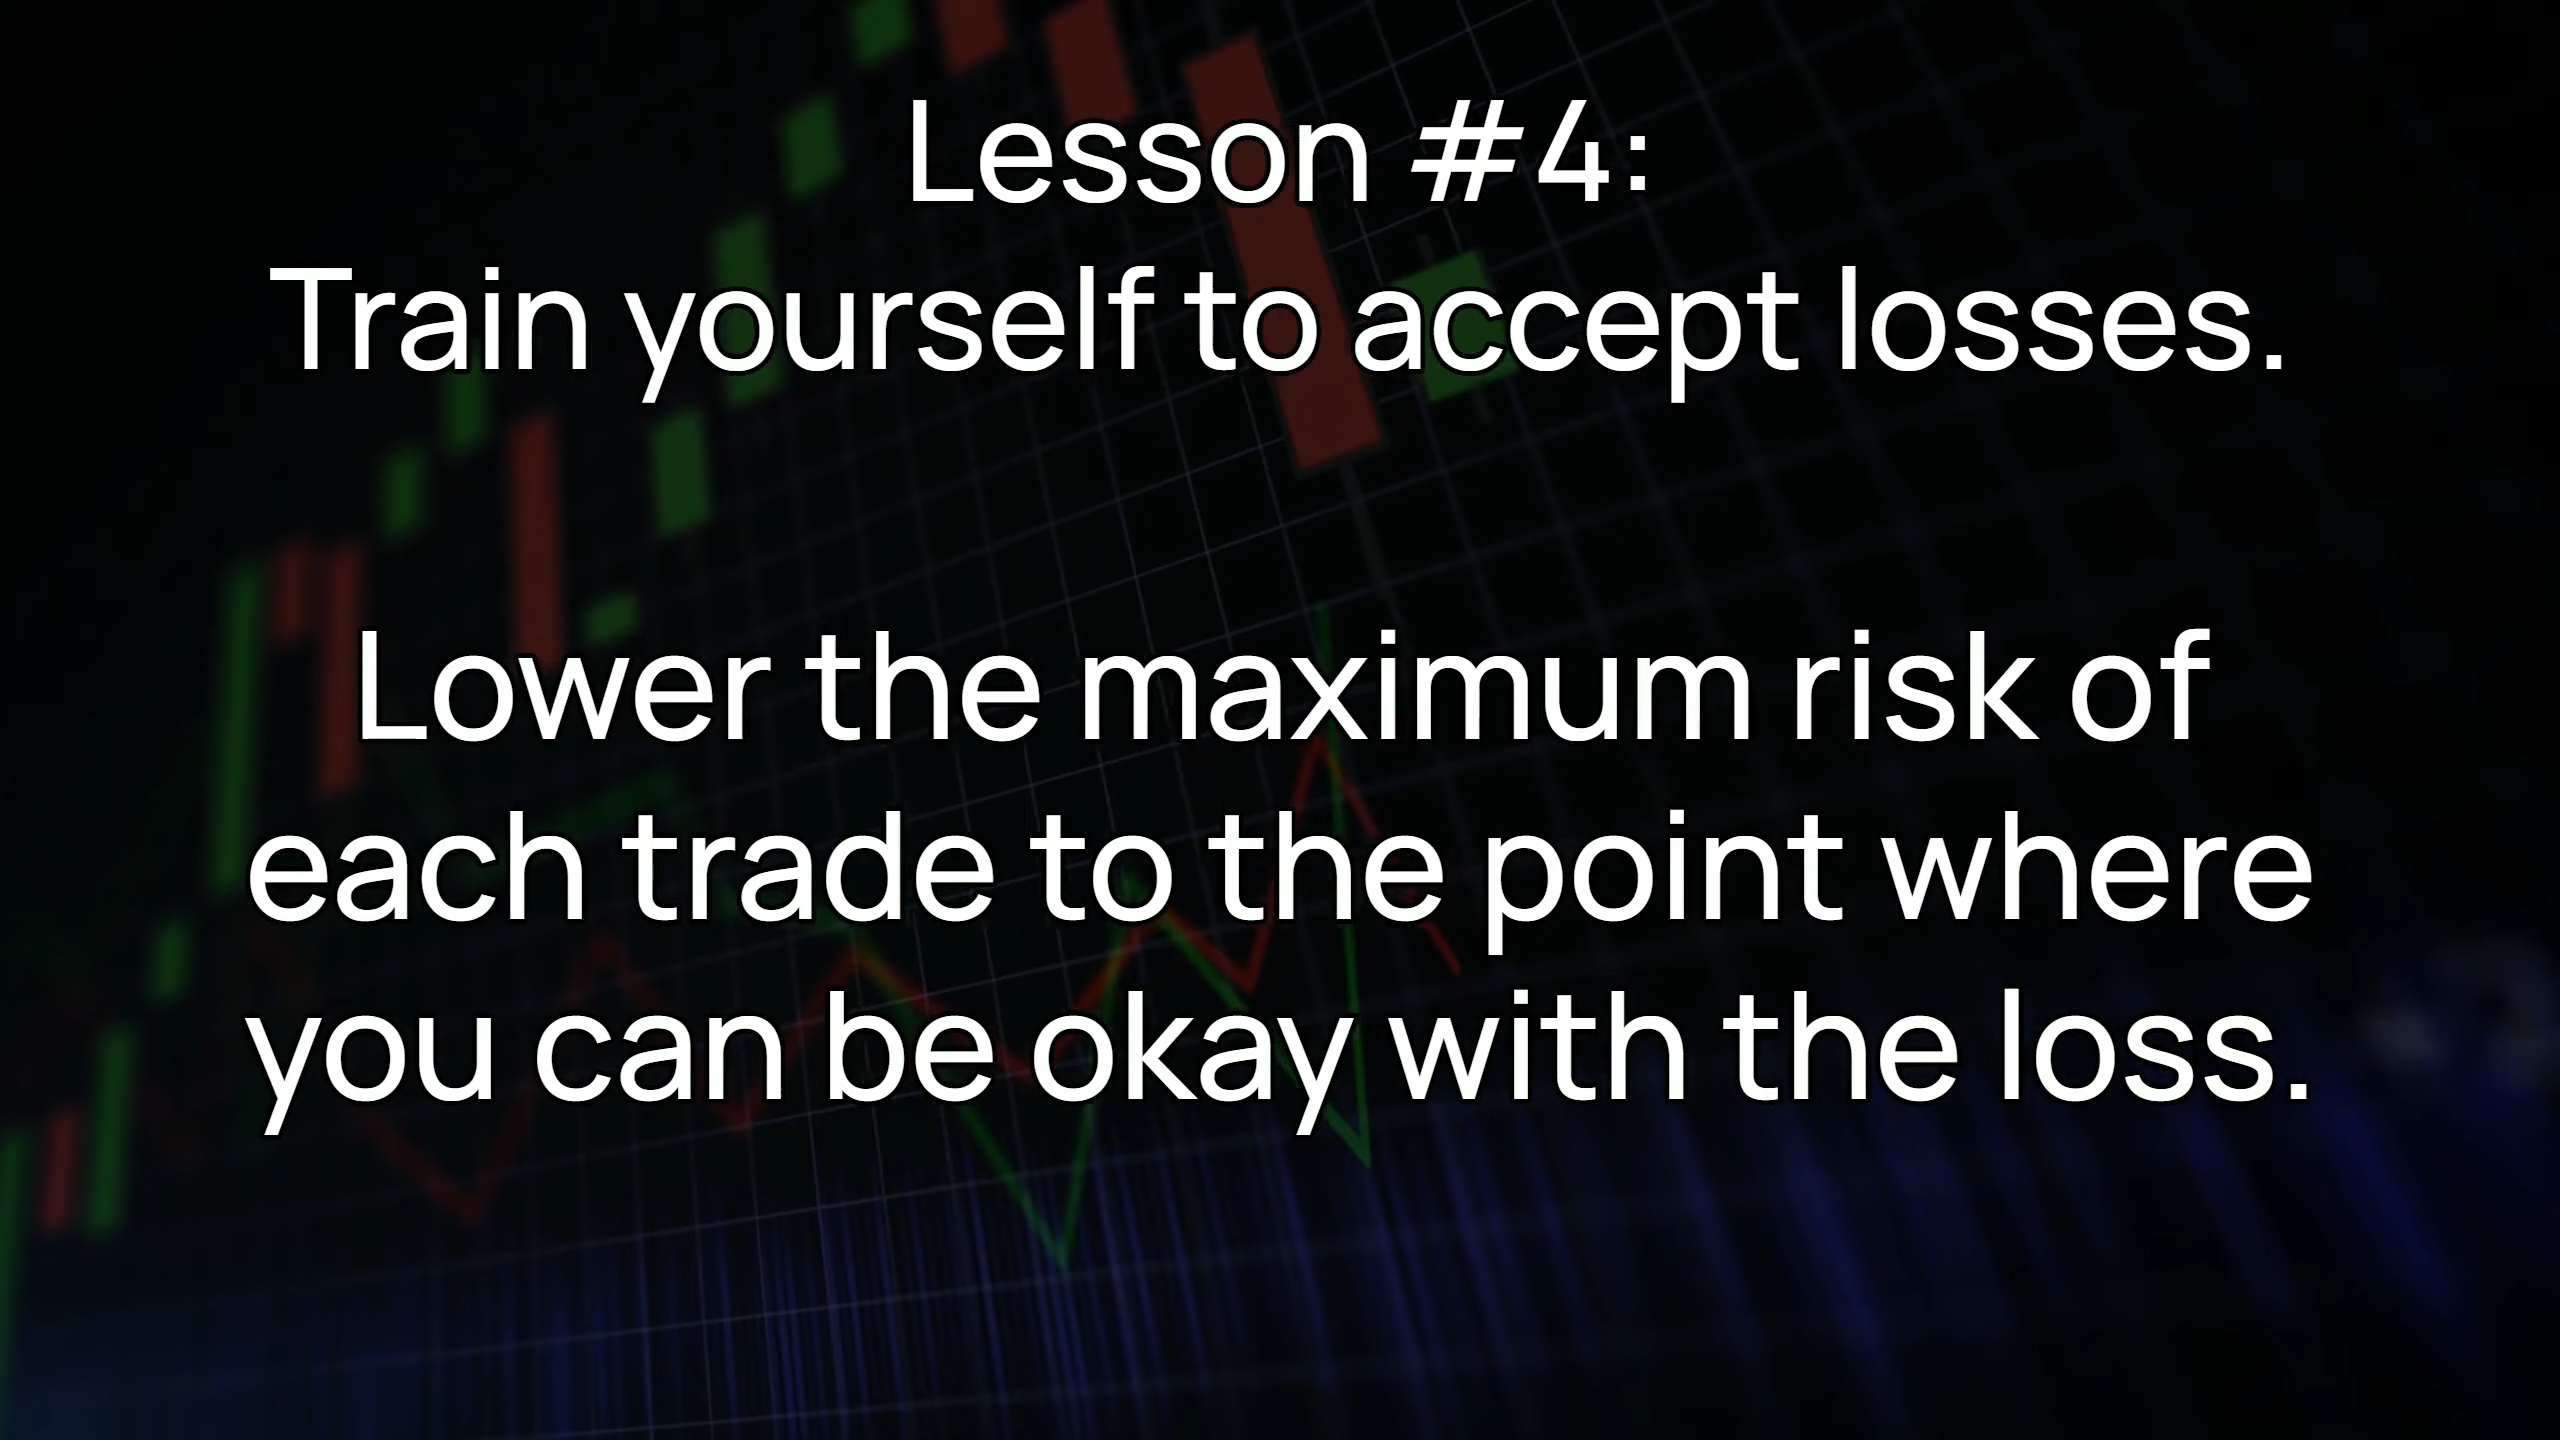 Lesson #4:
Train yourself to accept losses.
Lower the maximum risk of
each trade to the point where
you can be okay with the loss.